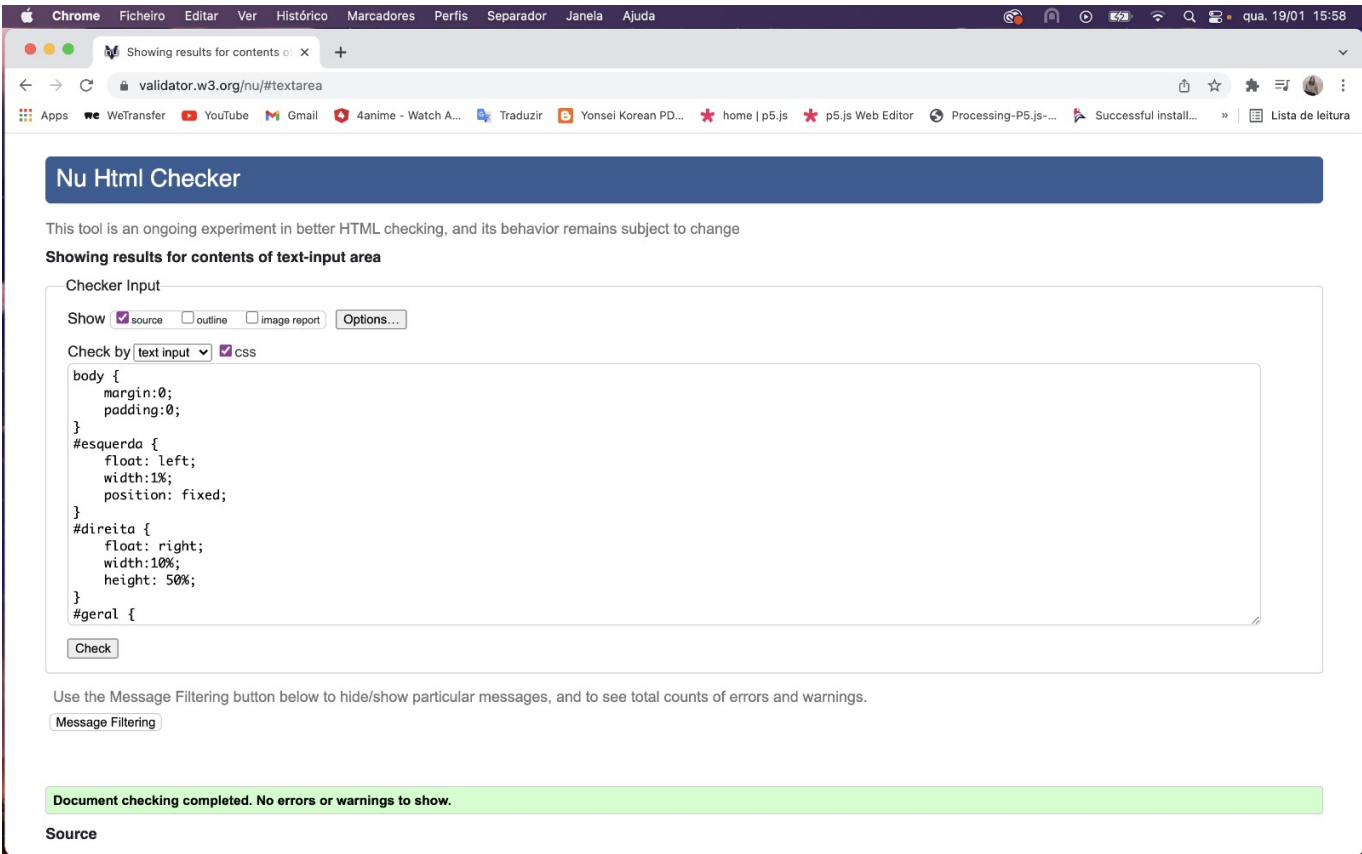 Chrome Ficheiro Editar Ver Histórico Marcadores Perfis Separador Janela Ajuda qua. 19/01 15:58
Showing results for contents o
validator.w3.org/nu/#textarea
Apps we WeTransfer YouTube Gmail 4anime - Watch A... Traduzir Yonsei Korean PD... home | p5.js p5.js Web Editor Processing-P5.js-... Successful install... » Lista de leitura
Nu Html Checker
This tool is an ongoing experiment in better HTML checking, and its behavior remains subject to change
Showing results for contents of text-input area
Checker Input
Show source outline image report Options...
Check by text input css
body {
    margin:0;
    padding:0;
}
#esquerda {
    float: left;
    width:1%;
    position: fixed;
}
#direita {
    float: right;
    width:10%;
    height: 50%;
}
#geral {
Check
Use the Message Filtering button below to hide/show particular messages, and to see total counts of errors and warnings.
Message Filtering
Document checking completed. No errors or warnings to show.
Source